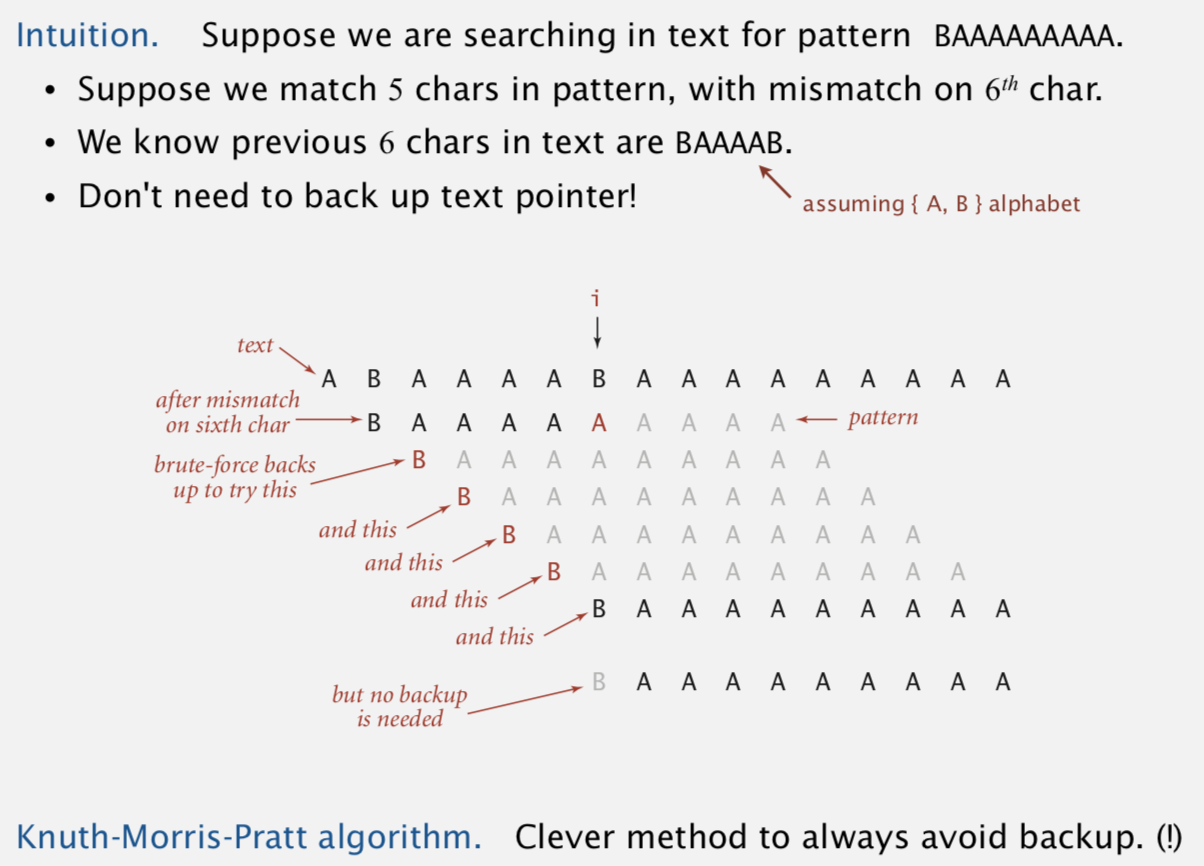 Intuition. Suppose we are searching in text for pattern BAAAAAAAAA.
• Suppose we match 5 chars in pattern, with mismatch on 6th char.
• We know previous 6 chars in text are BAAAAB.
• Don't need to back up text pointer!
assuming { A, B } alphabet
i
text
A B A A A A B A A A A A A A A A
after mismatch
on sixth char
B A A A A A A A A A
pattern
brute-force backs
up to try this
B A A A A A A A A A
and this
B A A A A A A A A A
and this
B A A A A A A A A A
and this
B A A A A A A A A A
and this
B A A A A A A A A A
but no backup
is needed
B A A A A A A A A A
Knuth-Morris-Pratt algorithm. Clever method to always avoid backup. (!)